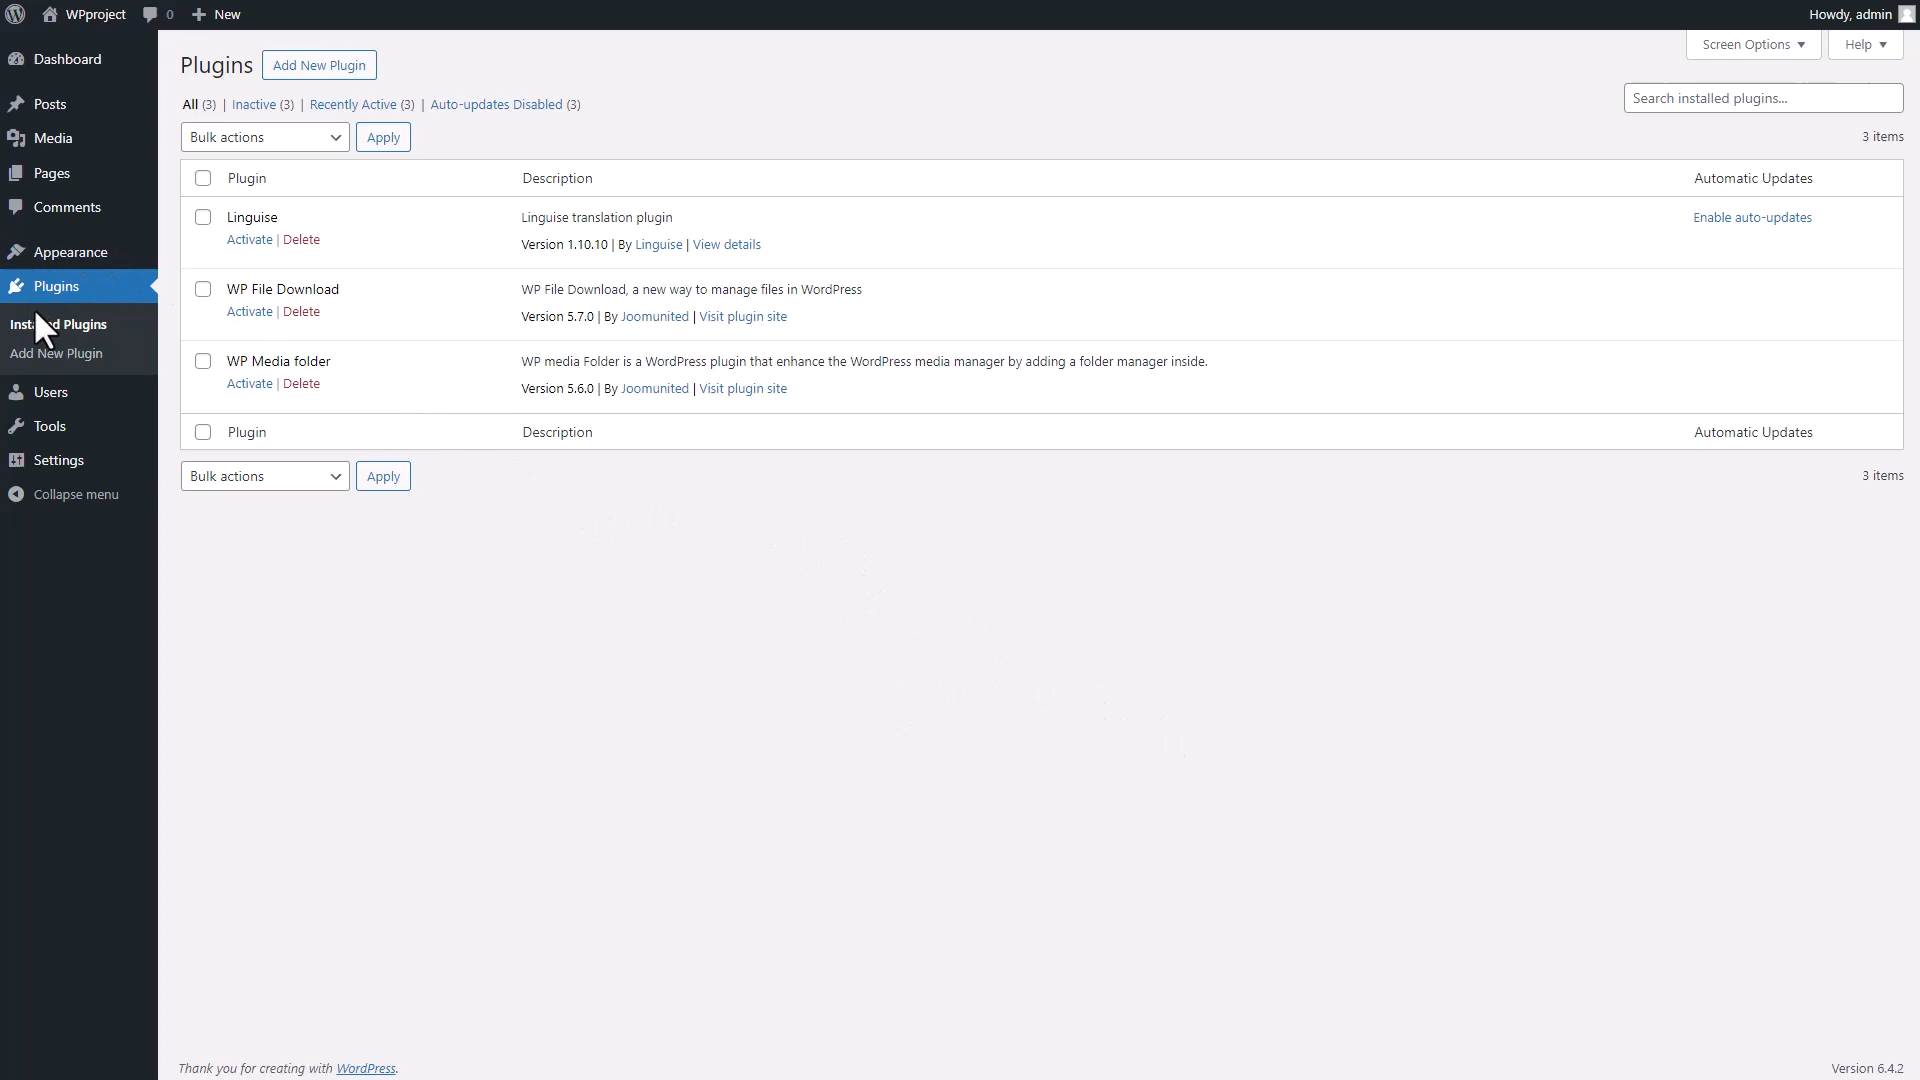 WPproject 0 New Howdy, admin
Screen Options Help
Dashboard
Posts
Media
Pages
Comments
Appearance
Plugins
Installed Plugins
Add New Plugin
Users
Tools
Settings
Collapse menu
Plugins Add New Plugin
All (3) | Inactive (3) | Recently Active (3) | Auto-updates Disabled (3)
Search installed plugins...
Bulk actions Apply
3 items
Plugin Description Automatic Updates
Linguise Linguise translation plugin Enable auto-updates
Activate | Delete
Version 1.10.10 | By Linguise | View details
WP File Download WP File Download, a new way to manage files in WordPress
Activate | Delete
Version 5.7.0 | By Joomunited | Visit plugin site
WP Media folder WP media Folder is a WordPress plugin that enhance the WordPress media manager by adding a folder manager inside.
Activate | Delete
Version 5.6.0 | By Joomunited | Visit plugin site
Plugin Description Automatic Updates
Bulk actions Apply
3 items
Thank you for creating with WordPress.
Version 6.4.2